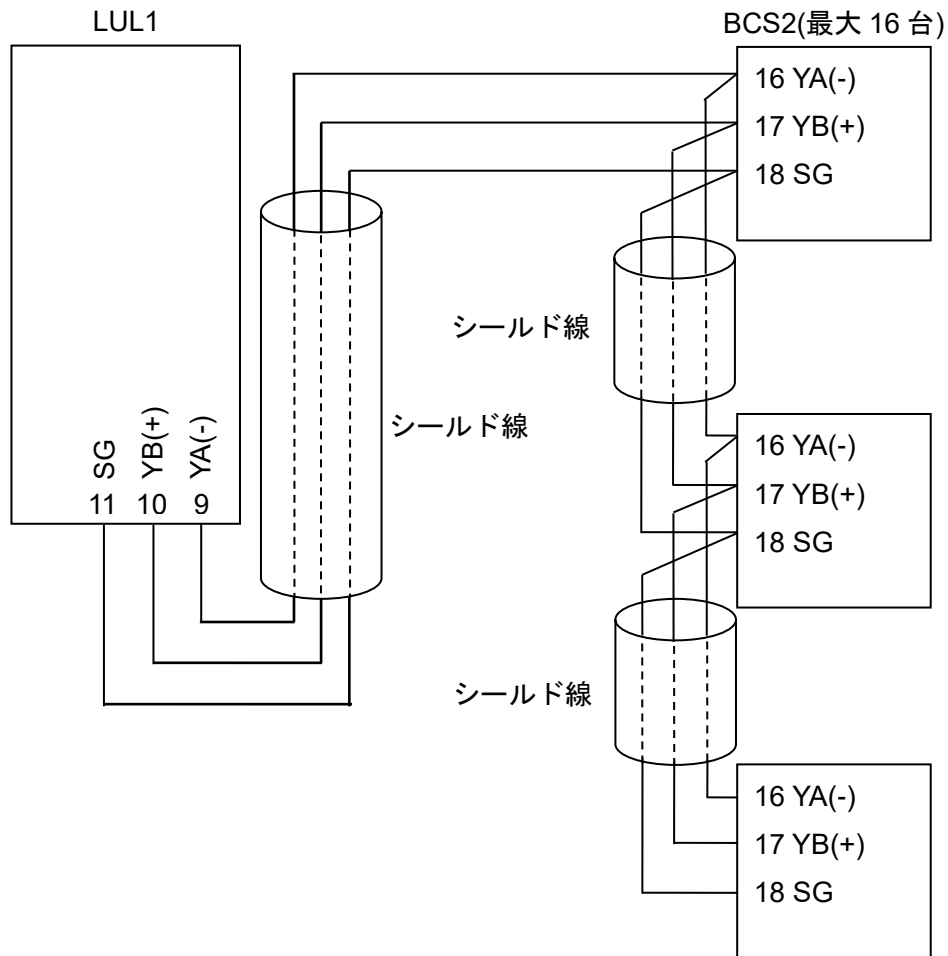 LUL1
SG
YB(+)
YA(-)
11 10 9
シールド線
BCS2(最大 16 台)
16 YA(-)
17 YB(+)
18 SG
シールド線
16 YA(-)
17 YB(+)
18 SG
シールド線
16 YA(-)
17 YB(+)
18 SG